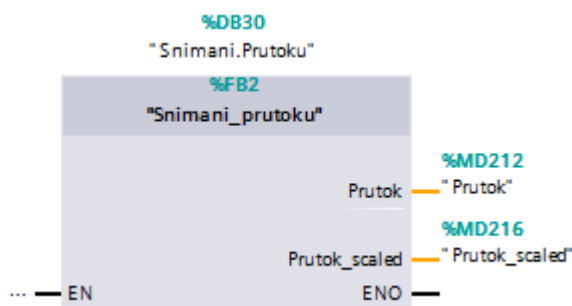 %DB30
"Snimani.Prutoku"
%FB2
"Snimani_prutoku"
%MD212
Prutok "Prutok"
%MD216
Prutok_scaled "Prutok_scaled"
... EN ENO